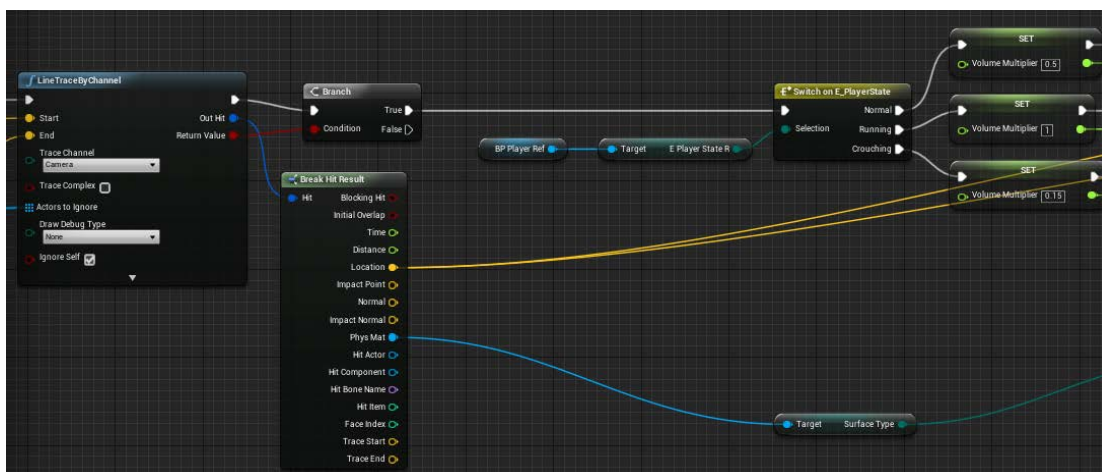 LineTraceByChannel
Start
Out Hit
End
Return Value
Trace Channel
Camera
Trace Complex
Actors to Ignore
Draw Debug Type
None
Ignore Self
Branch
True
Condition
False
Break Hit Result
Hit
Blocking Hit
Initial Overlap
Time
Distance
Location
Impact Point
Normal
Impact Normal
Phys Mat
Hit Actor
Hit Component
Hit Bone Name
Hit Item
Face Index
Trace Start
Trace End
BP Player Ref
Target E Player State R
Switch on E_PlayerState
Normal
Selection
Running
Crouching
SET
Volume Multiplier 0.5
SET
Volume Multiplier 1
SET
Volume Multiplier 0.15
Target Surface Type